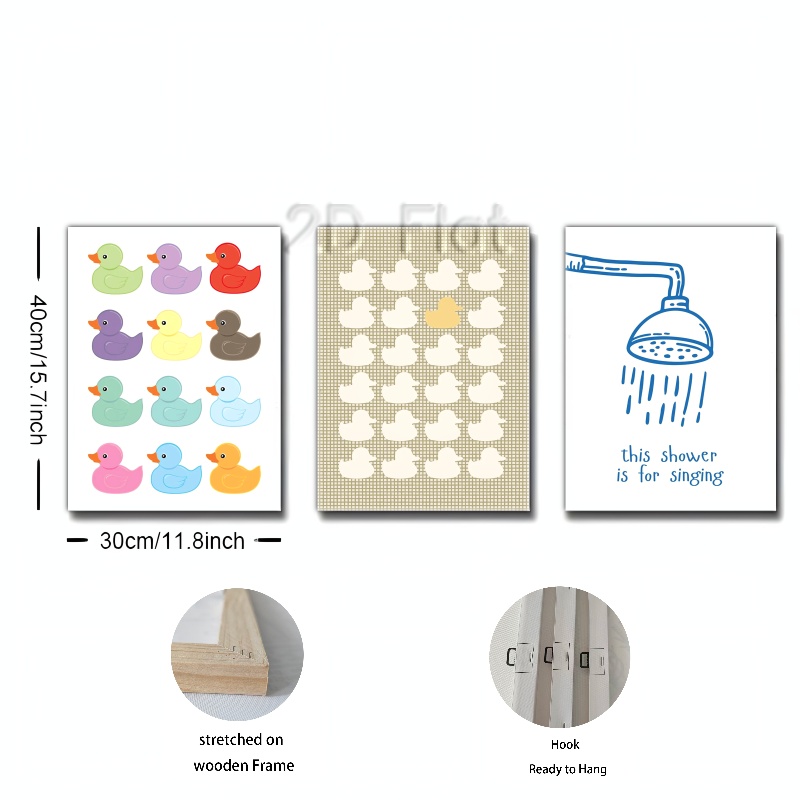 2D Flat
40cm/15.7inch
this shower
is for singing
30cm/11.8inch
stretched on
wooden Frame
Hook
Ready to Hang